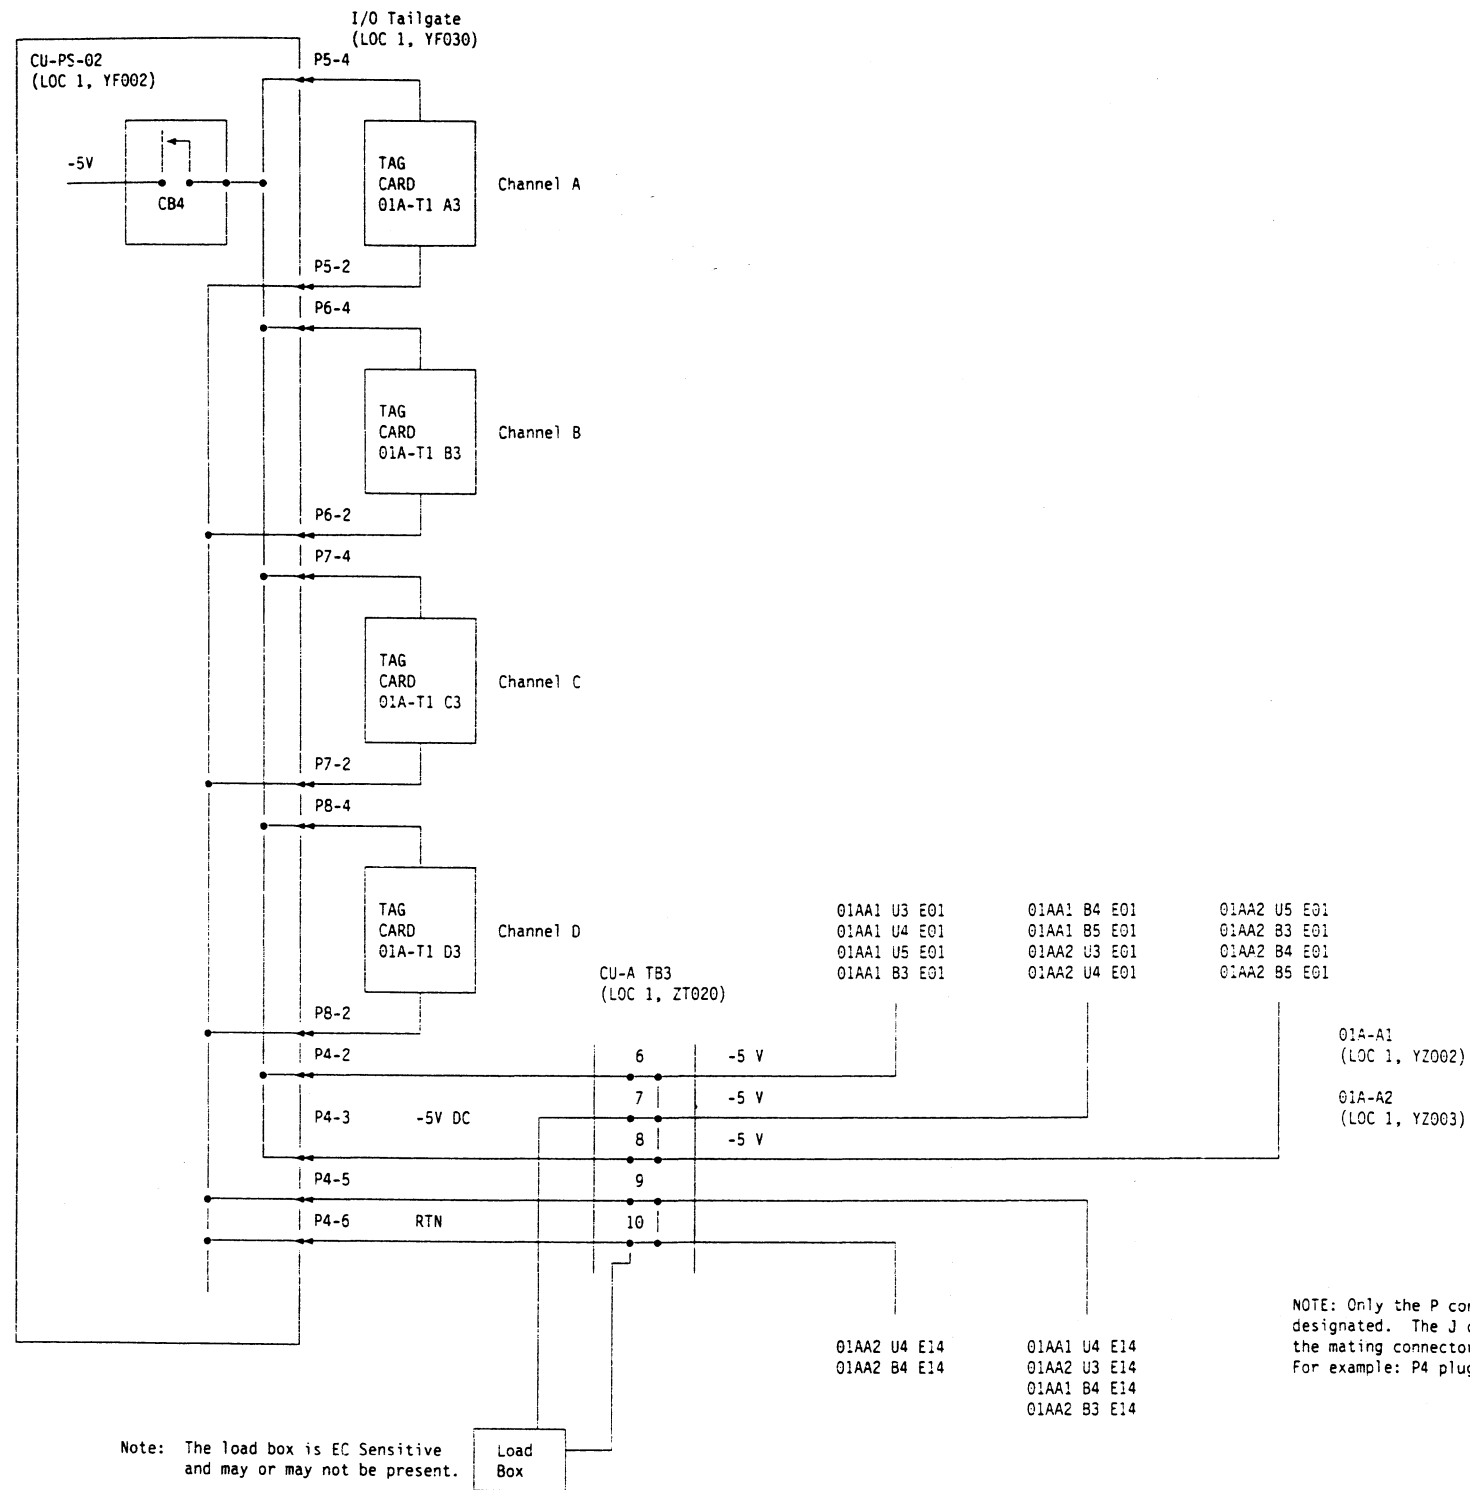 I/O Tailgate
(LOC 1, YF030)
CU-PS-02
(LOC 1, YF002)
P5-4
-5V
CB4
TAG
CARD
01A-T1 A3
Channel A
P5-2
P6-4
TAG
CARD
01A-T1 B3
Channel B
P6-2
P7-4
TAG
CARD
01A-T1 C3
Channel C
P7-2
P8-4
TAG
CARD
01A-T1 D3
Channel D
P8-2
CU-A TB3
(LOC 1, ZT020)
01AA1 U3 E01
01AA1 U4 E01
01AA1 U5 E01
01AA1 B3 E01
01AA1 B4 E01
01AA1 B5 E01
01AA2 U3 E01
01AA2 U4 E01
01AA2 U5 E01
01AA2 B3 E01
01AA2 B4 E01
01AA2 B5 E01
P4-2
6
-5 V
7
-5 V
P4-3
-5V DC
8
-5 V
P4-5
9
P4-6
RTN
10
01A-A1
(LOC 1, YZ002)
01A-A2
(LOC 1, YZ003)
01AA2 U4 E14
01AA2 B4 E14
01AA1 U4 E14
01AA2 U3 E14
01AA1 B4 E14
01AA2 B3 E14
NOTE: Only the P
designated. The J
the mating
For example: P4
Note: The load box is EC Sensitive
and may or may not be present.
Load
Box